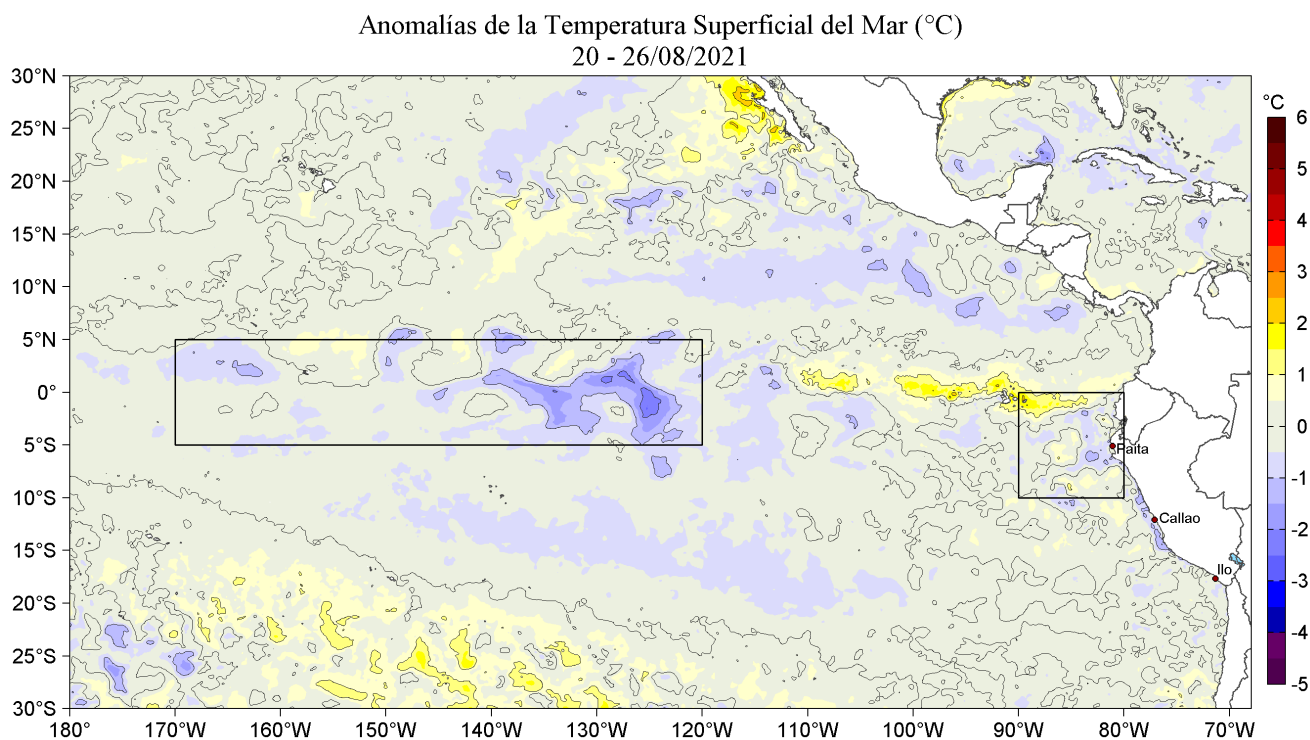 Anomalías de la Temperatura Superficial del Mar (°C)
20 - 26/08/2021
30°N
25°N
20°N
15°N
10°N
5°N
0°
5°S
10°S
15°S
20°S
25°S
30°S
180°
170°W
160°W
150°W
140°W
130°W
120°W
110°W
100°W
90°W
80°W
70°W
Paita
Callao
Ilo
°C
6
5
4
3
2
1
0
-1
-2
-3
-4
-5